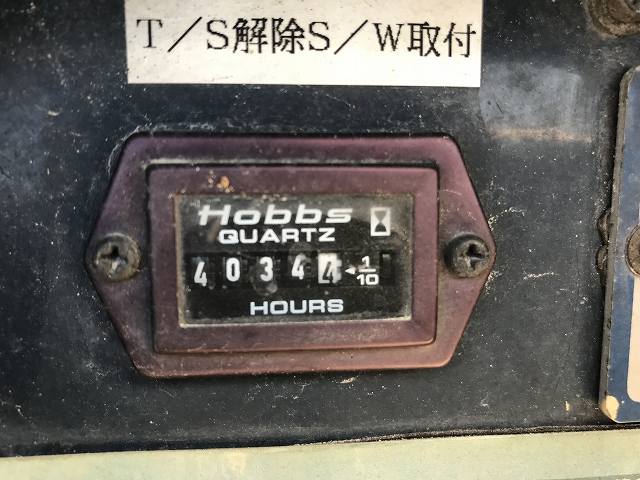 T／S解除S／W取付
Hobbs
QUARTZ
40344 1/10
HOURS